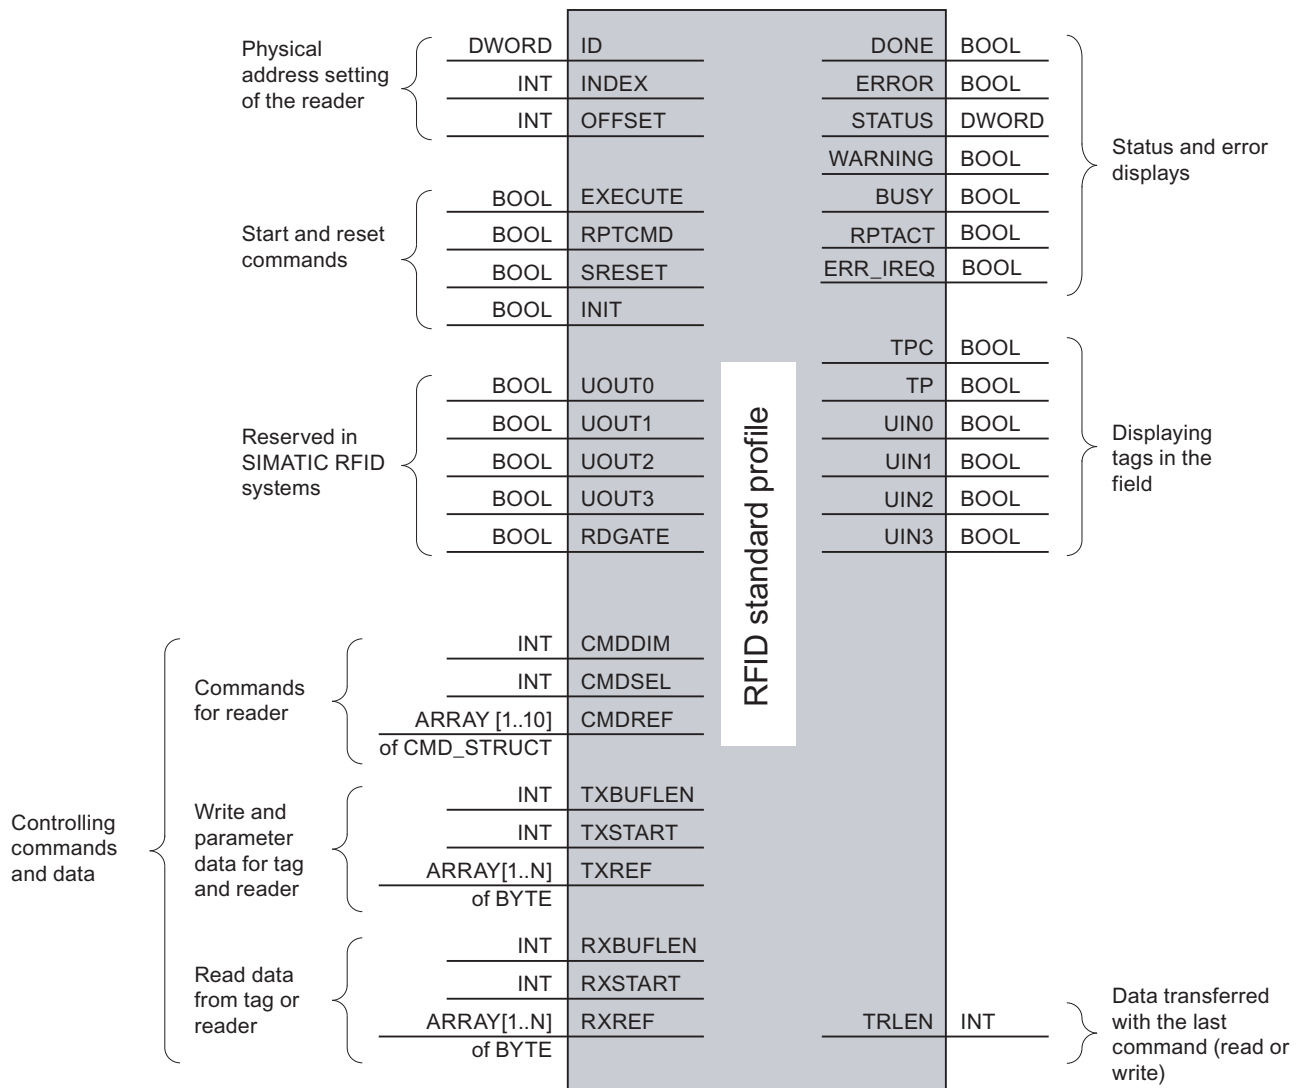 Physical
address setting
of the reader
DWORD ID
INT INDEX
INT OFFSET
Start and reset
commands
BOOL EXECUTE
BOOL RPTCMD
BOOL SRESET
BOOL INIT
Reserved in
SIMATIC RFID
systems
BOOL UOUT0
BOOL UOUT1
BOOL UOUT2
BOOL UOUT3
BOOL RDGATE
Controlling
commands
and data
Commands
for reader
INT CMDDIM
INT CMDSEL
ARRAY [1..10] CMDREF
of CMD_STRUCT
Write and
parameter
data for tag
and reader
INT TXBUFLEN
INT TXSTART
ARRAY[1..N] TXREF
of BYTE
Read data
from tag or
reader
INT RXBUFLEN
INT RXSTART
ARRAY[1..N] RXREF
of BYTE
RFID standard profile
DONE BOOL
ERROR BOOL
STATUS DWORD
WARNING BOOL
BUSY BOOL
RPTACT BOOL
ERR_IREQ BOOL
Status and error
displays
TPC BOOL
TP BOOL
UIN0 BOOL
UIN1 BOOL
UIN2 BOOL
UIN3 BOOL
Displaying
tags in the
field
TRLEN INT
Data transferred
with the last
command (read or
write)